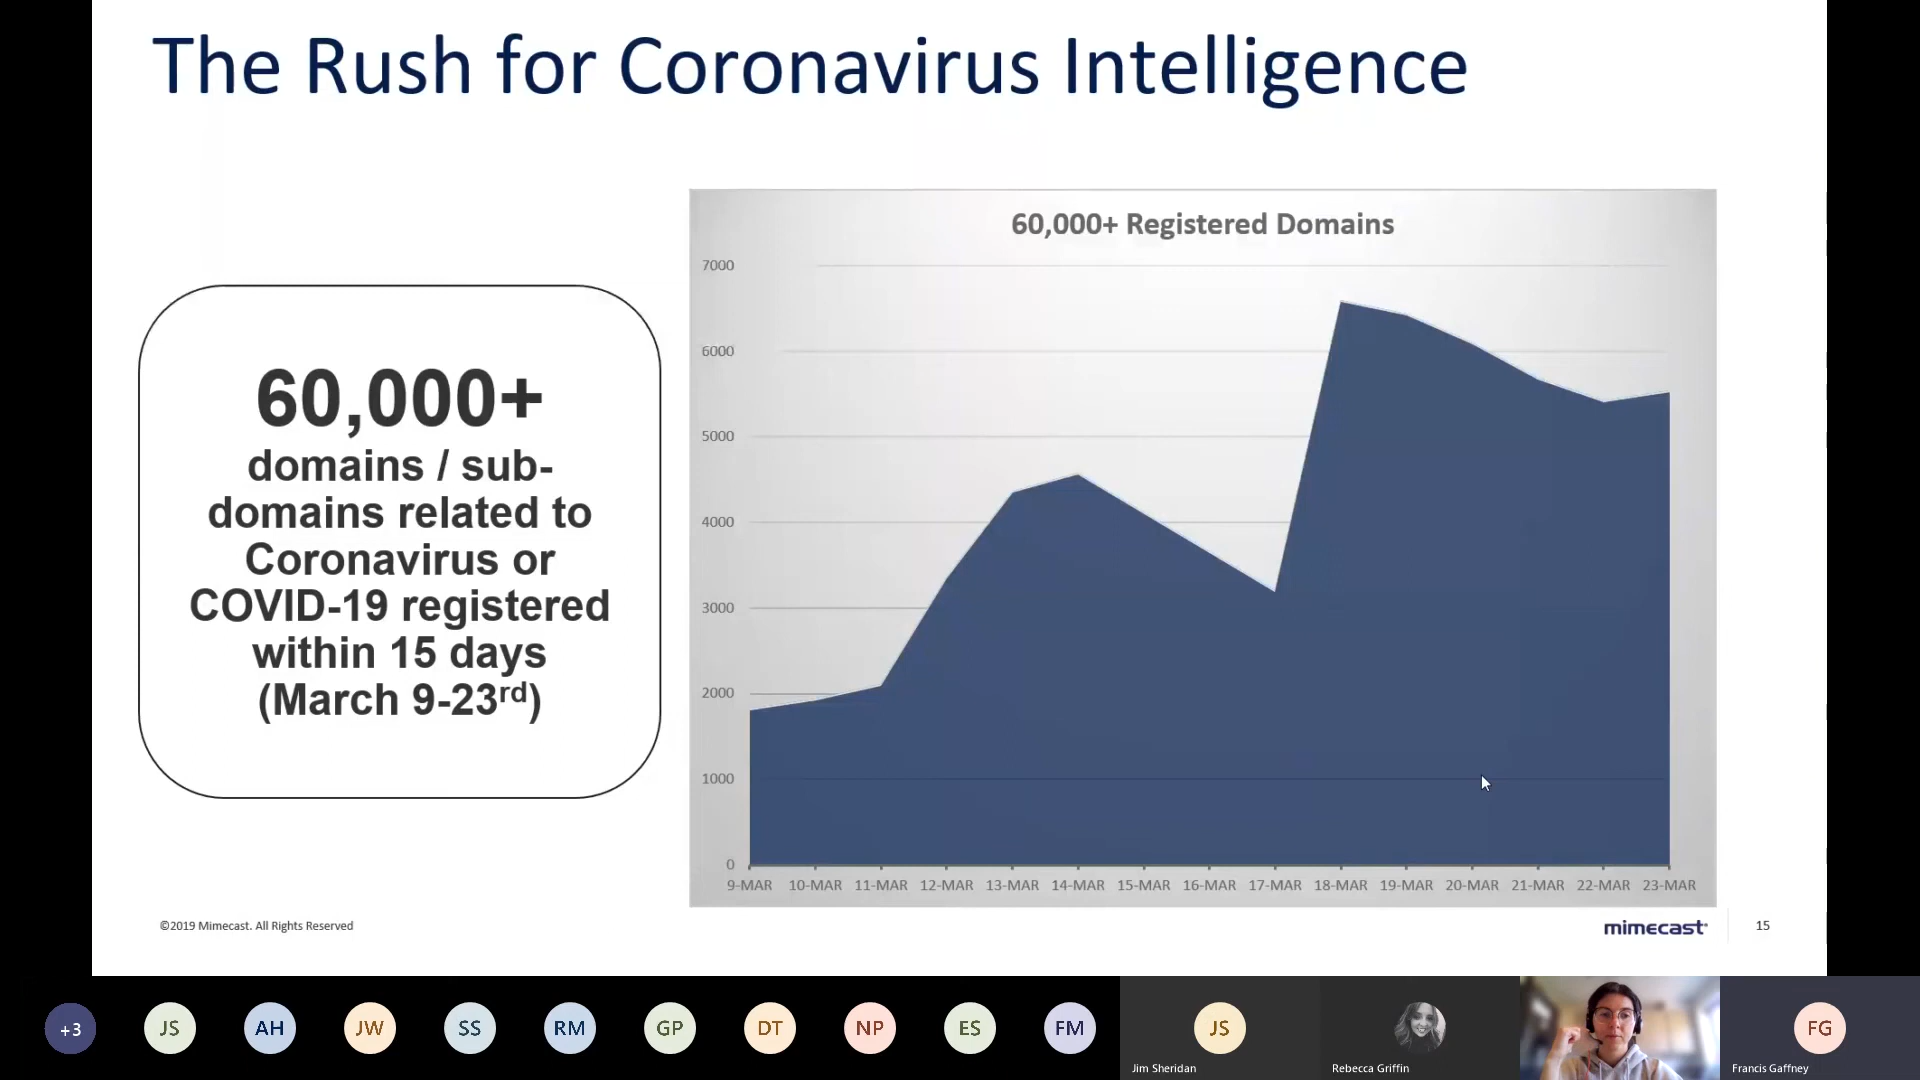 The Rush for Coronavirus Intelligence
60,000+
domains / sub-
domains related to
Coronavirus or
COVID-19 registered
within 15 days
(March 9-23rd)
60,000+ Registered Domains
7000
6000
5000
4000
3000
2000
1000
0
9-MAR 10-MAR 11-MAR 12-MAR 13-MAR 14-MAR 15-MAR 16-MAR 17-MAR 18-MAR 19-MAR 20-MAR 21-MAR 22-MAR 23-MAR
©2019 Mimecast. All Rights Reserved
mimecast
15
+3 JS AH JW SS RM GP DT NP ES FM JS FG
Jim Sheridan Rebecca Griffin Francis Gaffney